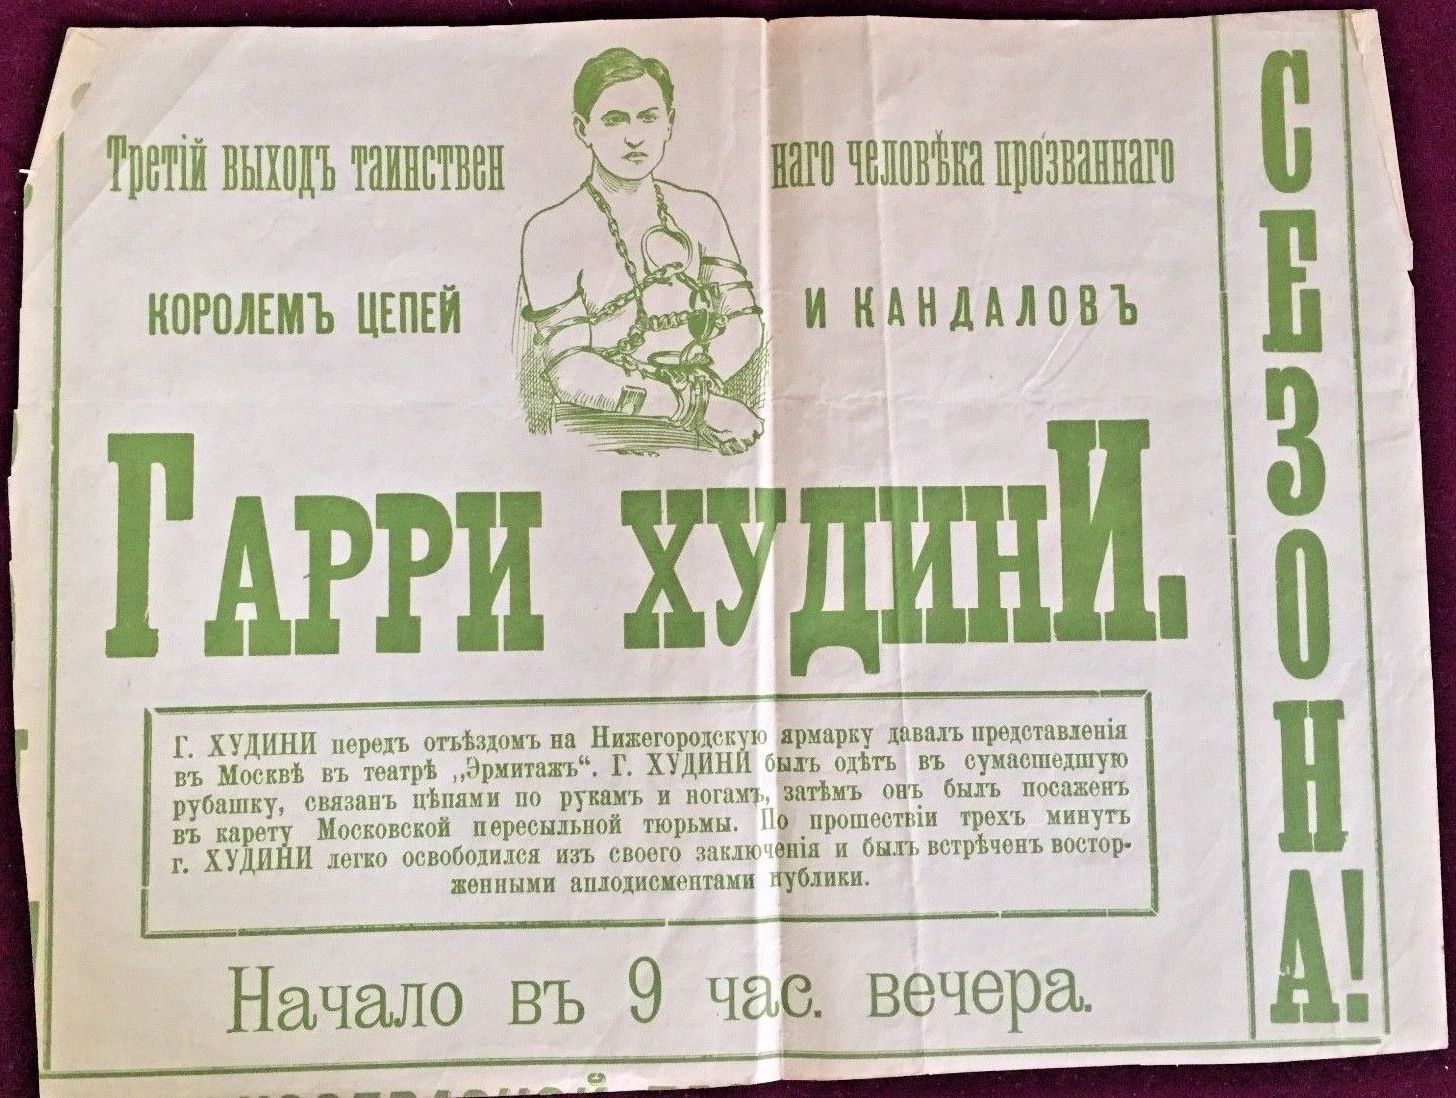 Третій выходъ таинствен наго человѣка прозваннаго
КОРОЛЕМЪ ЦЕПЕЙ И КАНДАЛОВЪ
ГАРРИ ХУДИНИ.
Г. ХУДИНИ передъ отъѣздомъ на Нижегородскую ярмарку давалъ представленія
въ Москвѣ въ театрѣ „Эрмитажъ“. Г. ХУДИНИ былъ одѣтъ въ сумасшедшую
рубашку, связанъ цѣпями по рукамъ и ногамъ, затѣмъ онъ былъ посаженъ
въ карету Московской пересыльной тюрьмы. По прошествіи трехъ минутъ
г. ХУДИНИ легко освободился изъ своего заключенія и былъ встрѣченъ востор-
женными аплодисментами публики.
Начало въ 9 час. вечера.
СЕЗОНА!